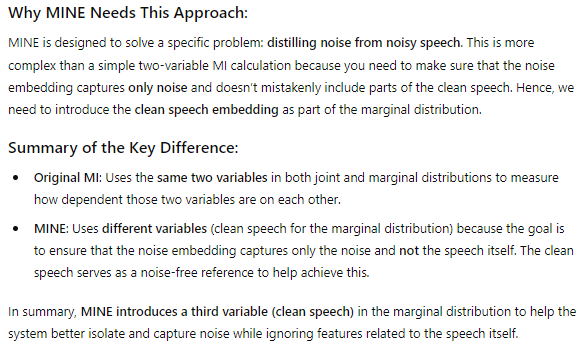 Why MINE Needs This Approach:
MINE is designed to solve a specific problem: distilling noise from noisy speech. This is more
complex than a simple two-variable MI calculation because you need to make sure that the noise
embedding captures only noise and doesn't mistakenly include parts of the clean speech. Hence, we
need to introduce the clean speech embedding as part of the marginal distribution.
Summary of the Key Difference:
• Original MI: Uses the same two variables in both joint and marginal distributions to measure
how dependent those two variables are on each other.
• MINE: Uses different variables (clean speech for the marginal distribution) because the goal is
to ensure that the noise embedding captures only the noise and not the speech itself. The clean
speech serves as a noise-free reference to help achieve this.
In summary, MINE introduces a third variable (clean speech) in the marginal distribution to help the
system better isolate and capture noise while ignoring features related to the speech itself.